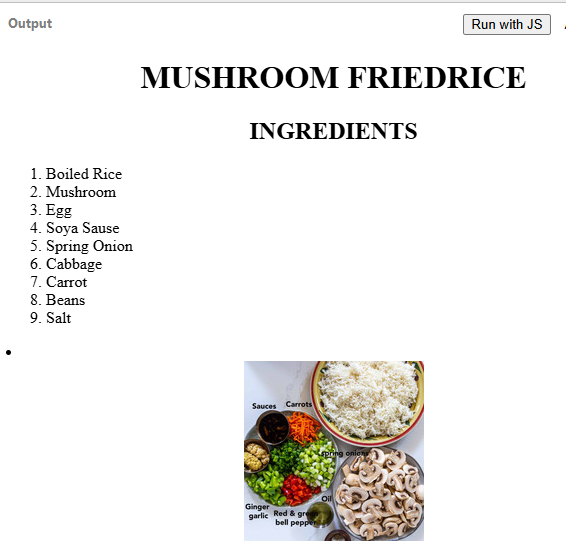 Output
Run with JS
MUSHROOM FRIEDRICE
INGREDIENTS
1. Boiled Rice
2. Mushroom
3. Egg
4. Soya Sause
5. Spring Onion
6. Cabbage
7. Carrot
8. Beans
9. Salt
Sauces
Carrots
spring onions
Oil
Ginger
garlic
Red & green
bell pepper